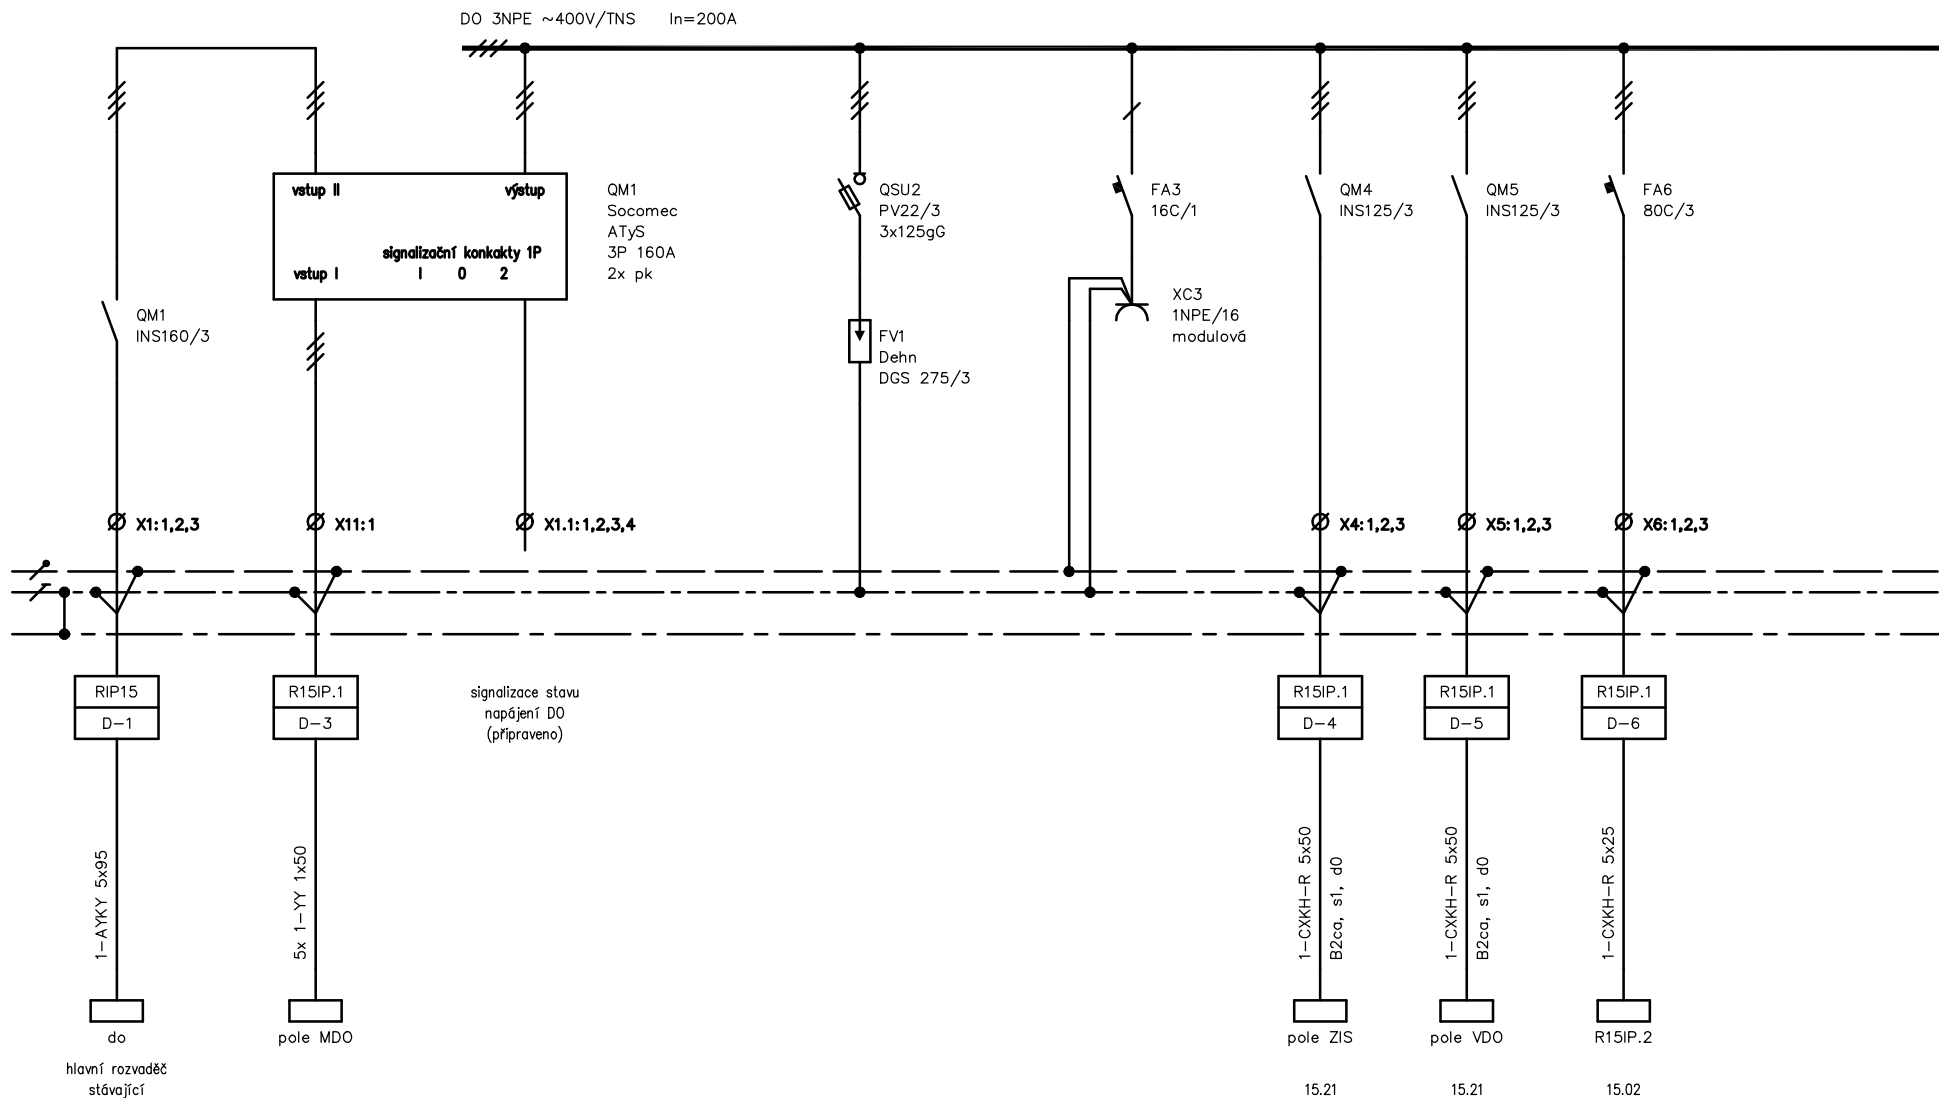 DO 3NPE ~400V/TNS In=200A
vstup II
výstup
signalizační konkakty 1P
vstup I
I 0 2
QM1
Socomec
ATyS
3P 160A
2x pk
QSU2
PV22/3
3x125gG
FA3
16C/1
QM4
INS125/3
QM5
INS125/3
FA6
80C/3
QM1
INS160/3
XC3
1NPE/16
modulová
FV1
Dehn
DGS 275/3
X1:1,2,3
X11:1
X1.1:1,2,3,4
X4:1,2,3
X5:1,2,3
X6:1,2,3
RIP15
D-1
R15IP.1
D-3
signalizace stavu
napájení DO
(připraveno)
R15IP.1
D-4
R15IP.1
D-5
R15IP.1
D-6
1-AYKY 5x95
5x 1-YY 1x50
1-CXKH-R 5x50
B2ca, s1, d0
1-CXKH-R 5x50
B2ca, s1, d0
1-CXKH-R 5x25
do
hlavní rozvaděč
stávající
pole MDO
pole ZIS
15.21
pole VDO
15.21
R15IP.2
15.02